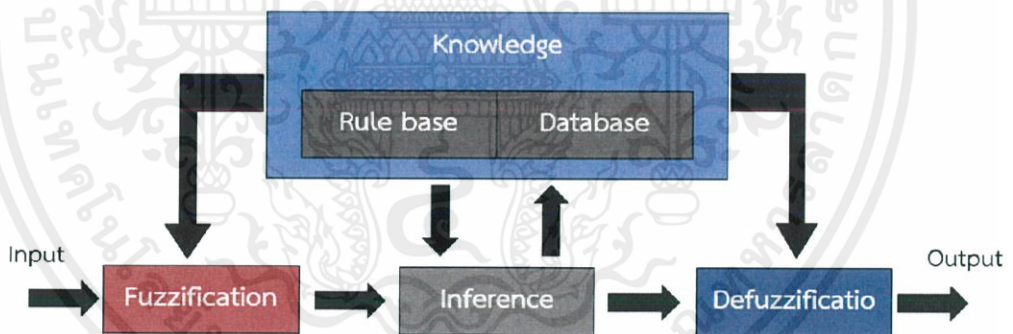 Knowledge
Rule base
Database
Input
Output
Fuzzification
Inference
Defuzzificatio